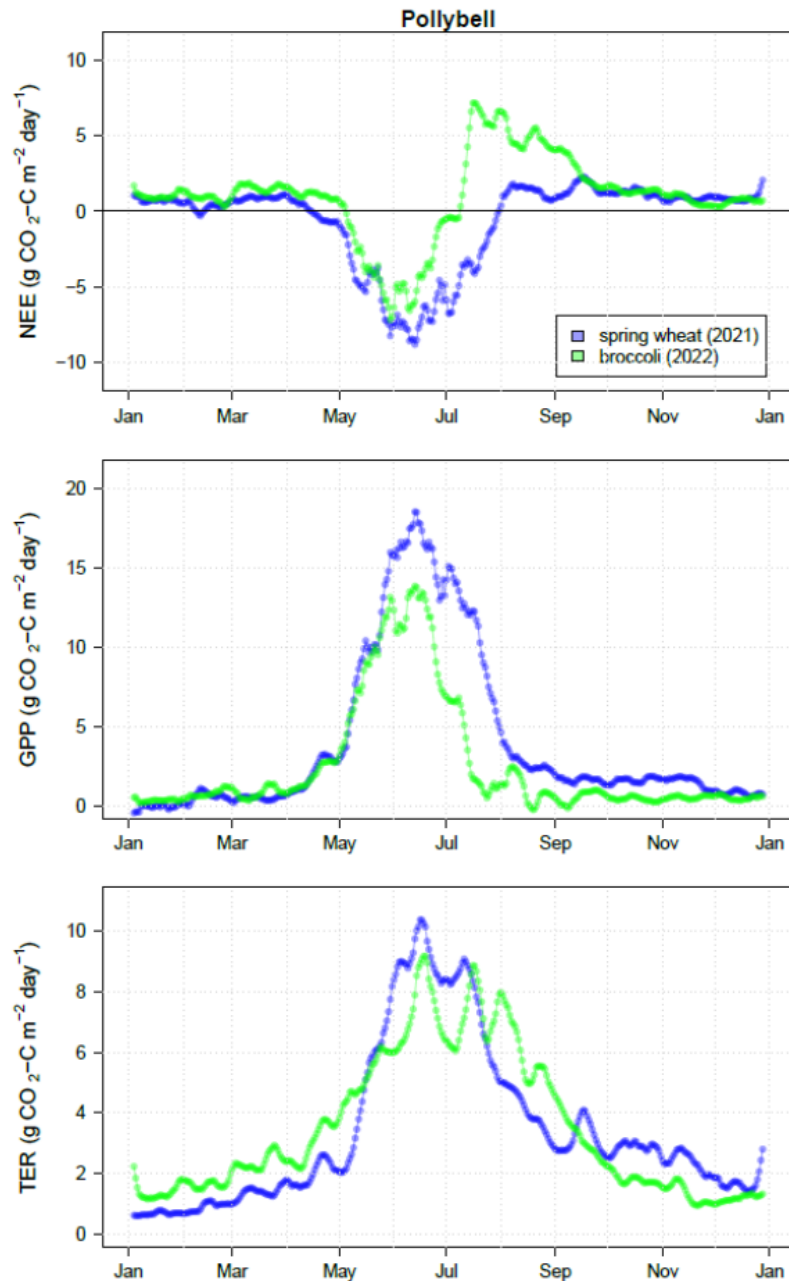 Pollybell
NEE (g CO₂−C m⁻² day⁻¹)
10
5
0
−5
−10
spring wheat (2021)
broccoli (2022)
Jan Mar May Jul Sep Nov Jan
GPP (g CO₂−C m⁻² day⁻¹)
20
15
10
5
0
Jan Mar May Jul Sep Nov Jan
TER (g CO₂−C m⁻² day⁻¹)
10
8
6
4
2
0
Jan Mar May Jul Sep Nov Jan